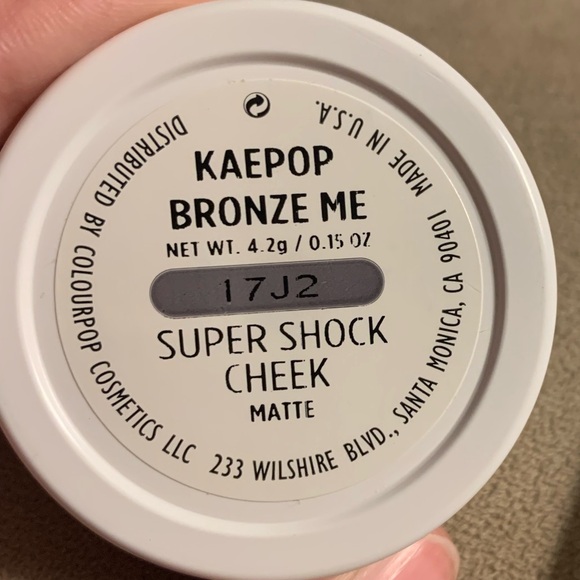 KAEPOP
BRONZE ME
NET WT. 4.2g / 0.15 OZ
17J2
SUPER SHOCK
CHEEK
MATTE
DISTRIBUTED BY COLOURPOP COSMETICS LLC 233 WILSHIRE BLVD., SANTA MONICA, CA 90401 MADE IN U.S.A.